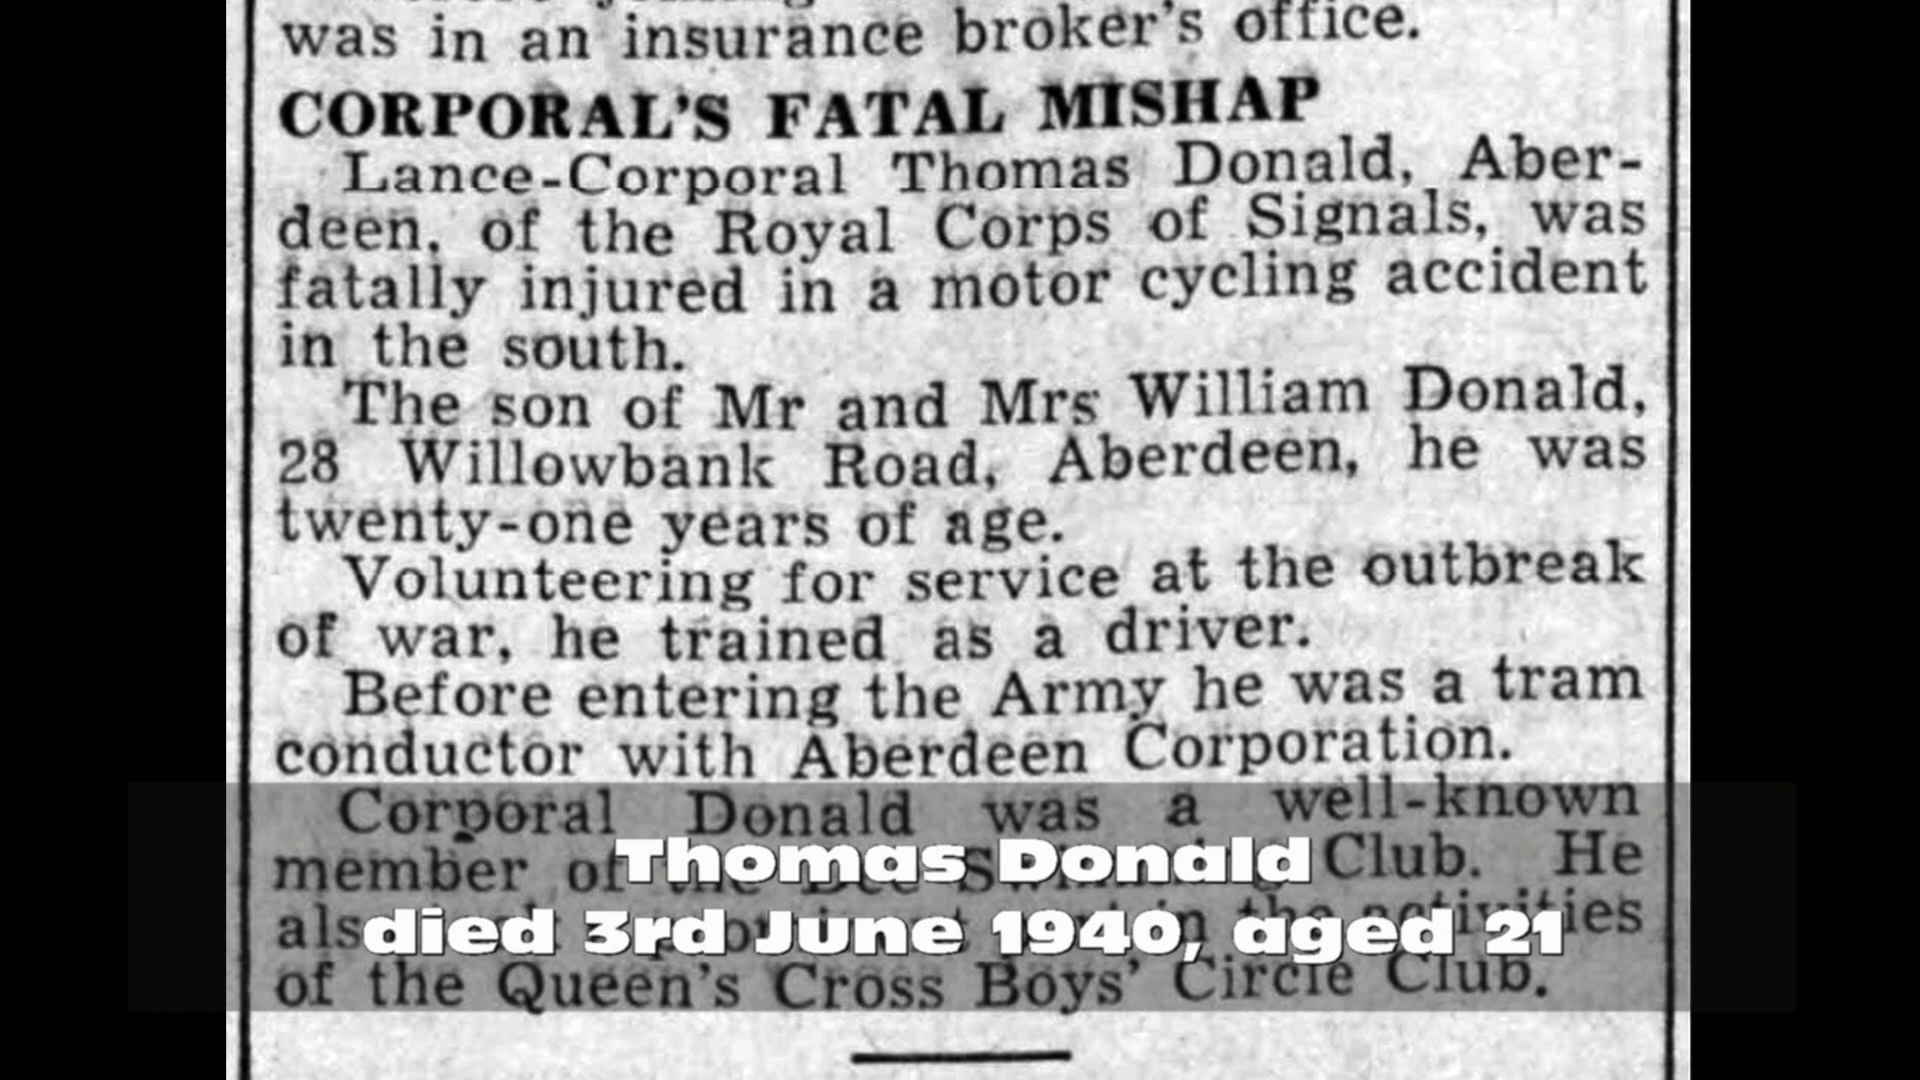 was in an insurance broker's office.
CORPORAL'S FATAL MISHAP
Lance-Corporal Thomas Donald, Aber-
deen, of the Royal Corps of Signals, was
fatally injured in a motor cycling accident
in the south.
The son of Mr and Mrs William Donald,
28 Willowbank Road, Aberdeen, he was
twenty-one years of age.
Volunteering for service at the outbreak
of war, he trained as a driver.
Before entering the Army he was a tram
conductor with Aberdeen Corporation.
Corporal Donald was a well-known
member of the Dee Club. He
in the activities
of the Queen's Cross Boys' Circle Club.
Thomas Donald
died 3rd June 1940, aged 21